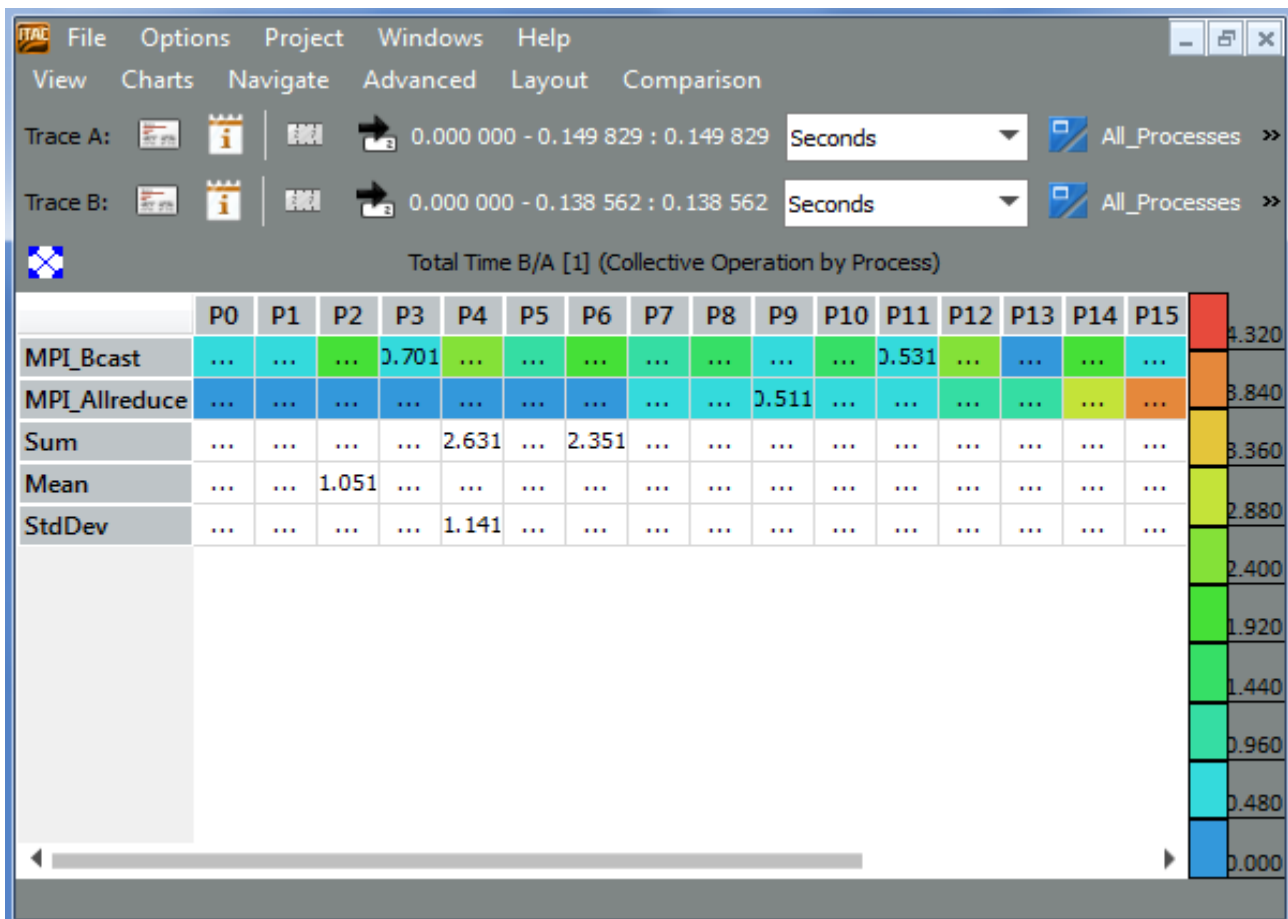 ITAC File Options Project Windows Help
View Charts Navigate Advanced Layout Comparison
Trace A: 0.000 000 - 0.149 829 : 0.149 829 Seconds All_Processes »
Trace B: 0.000 000 - 0.138 562 : 0.138 562 Seconds All_Processes »
Total Time B/A [1] (Collective Operation by Process)
P0 P1 P2 P3 P4 P5 P6 P7 P8 P9 P10 P11 P12 P13 P14 P15
MPI_Bcast ... ... ... 0.701 ... ... ... ... ... ... ... 0.531 ... ... ... ...
MPI_Allreduce ... ... ... ... ... ... ... ... ... 0.511 ... ... ... ... ... ...
Sum ... ... ... ... 2.631 ... 2.351 ... ... ... ... ... ... ... ... ...
Mean ... ... 1.051 ... ... ... ... ... ... ... ... ... ... ... ... ...
StdDev ... ... ... ... 1.141 ... ... ... ... ... ... ... ... ... ... ...
4.320
3.840
3.360
2.880
2.400
1.920
1.440
0.960
0.480
0.000